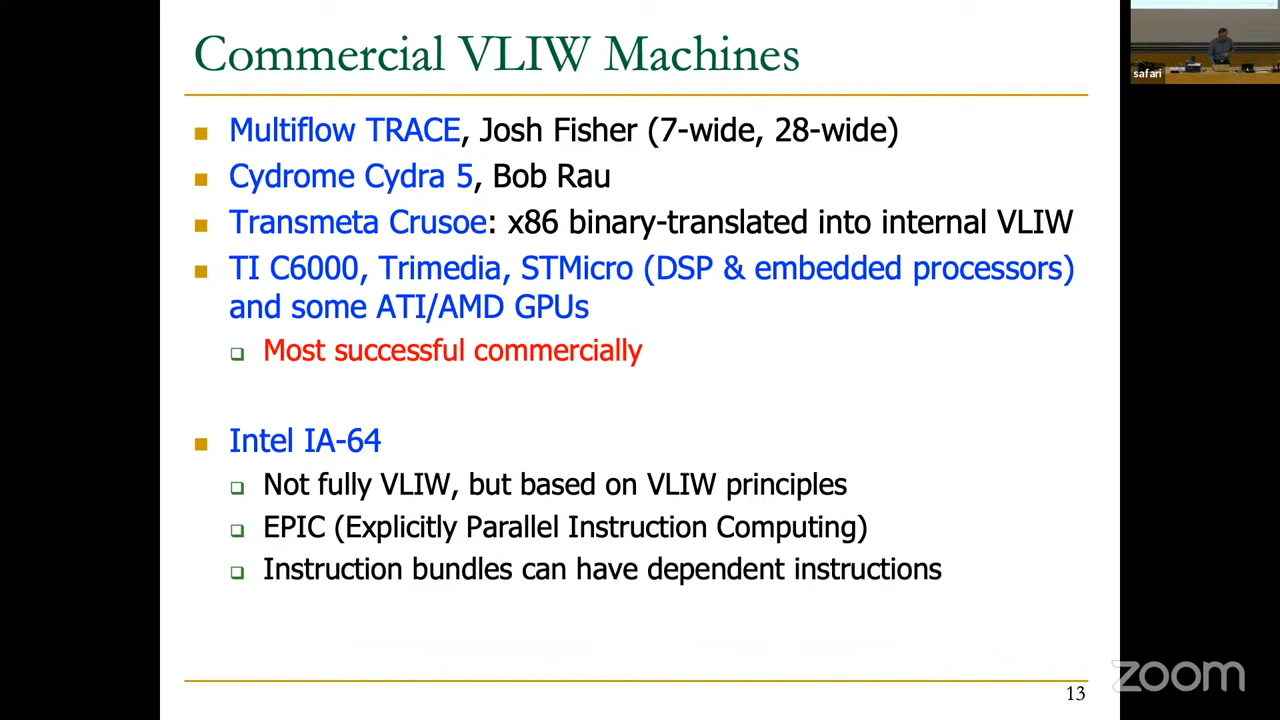 Commercial VLIW Machines
safari
Multiflow TRACE, Josh Fisher (7-wide, 28-wide)
Cydrome Cydra 5, Bob Rau
Transmeta Crusoe: x86 binary-translated into internal VLIW
TI C6000, Trimedia, STMicro (DSP & embedded processors)
and some ATI/AMD GPUs
Most successful commercially
Intel IA-64
Not fully VLIW, but based on VLIW principles
EPIC (Explicitly Parallel Instruction Computing)
Instruction bundles can have dependent instructions
zoom
13